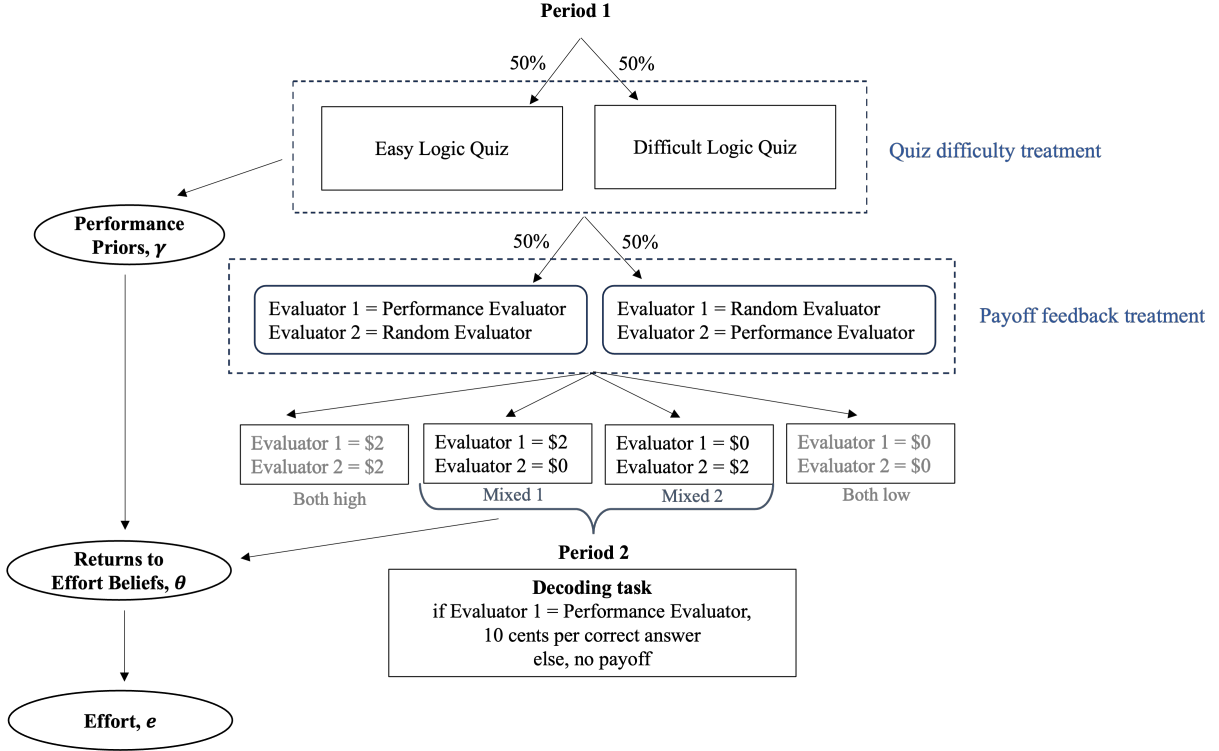 Period 1
50%
50%
Easy Logic Quiz
Difficult Logic Quiz
Quiz difficulty treatment
Performance
Priors, γ
50%
50%
Evaluator 1 = Performance Evaluator
Evaluator 2 = Random Evaluator
Evaluator 1 = Random Evaluator
Evaluator 2 = Performance Evaluator
Payoff feedback treatment
Evaluator 1 = $2
Evaluator 2 = $2
Both high
Evaluator 1 = $2
Evaluator 2 = $0
Mixed 1
Evaluator 1 = $0
Evaluator 2 = $2
Mixed 2
Evaluator 1 = $0
Evaluator 2 = $0
Both low
Returns to
Effort Beliefs, θ
Period 2
Decoding task
if Evaluator 1 = Performance Evaluator,
10 cents per correct answer
else, no payoff
Effort, e